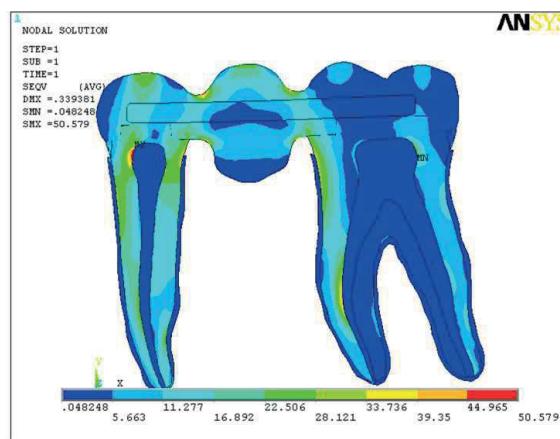 1
ANSYS
NODAL SOLUTION
STEP=1
SUB =1
TIME=1
SEQV (AVG)
DMX =.339381
SMN =.048248
SMX =50.579
MN
X
.048248 11.277 22.506 33.736 44.965
5.663 16.892 28.121 39.35 50.579